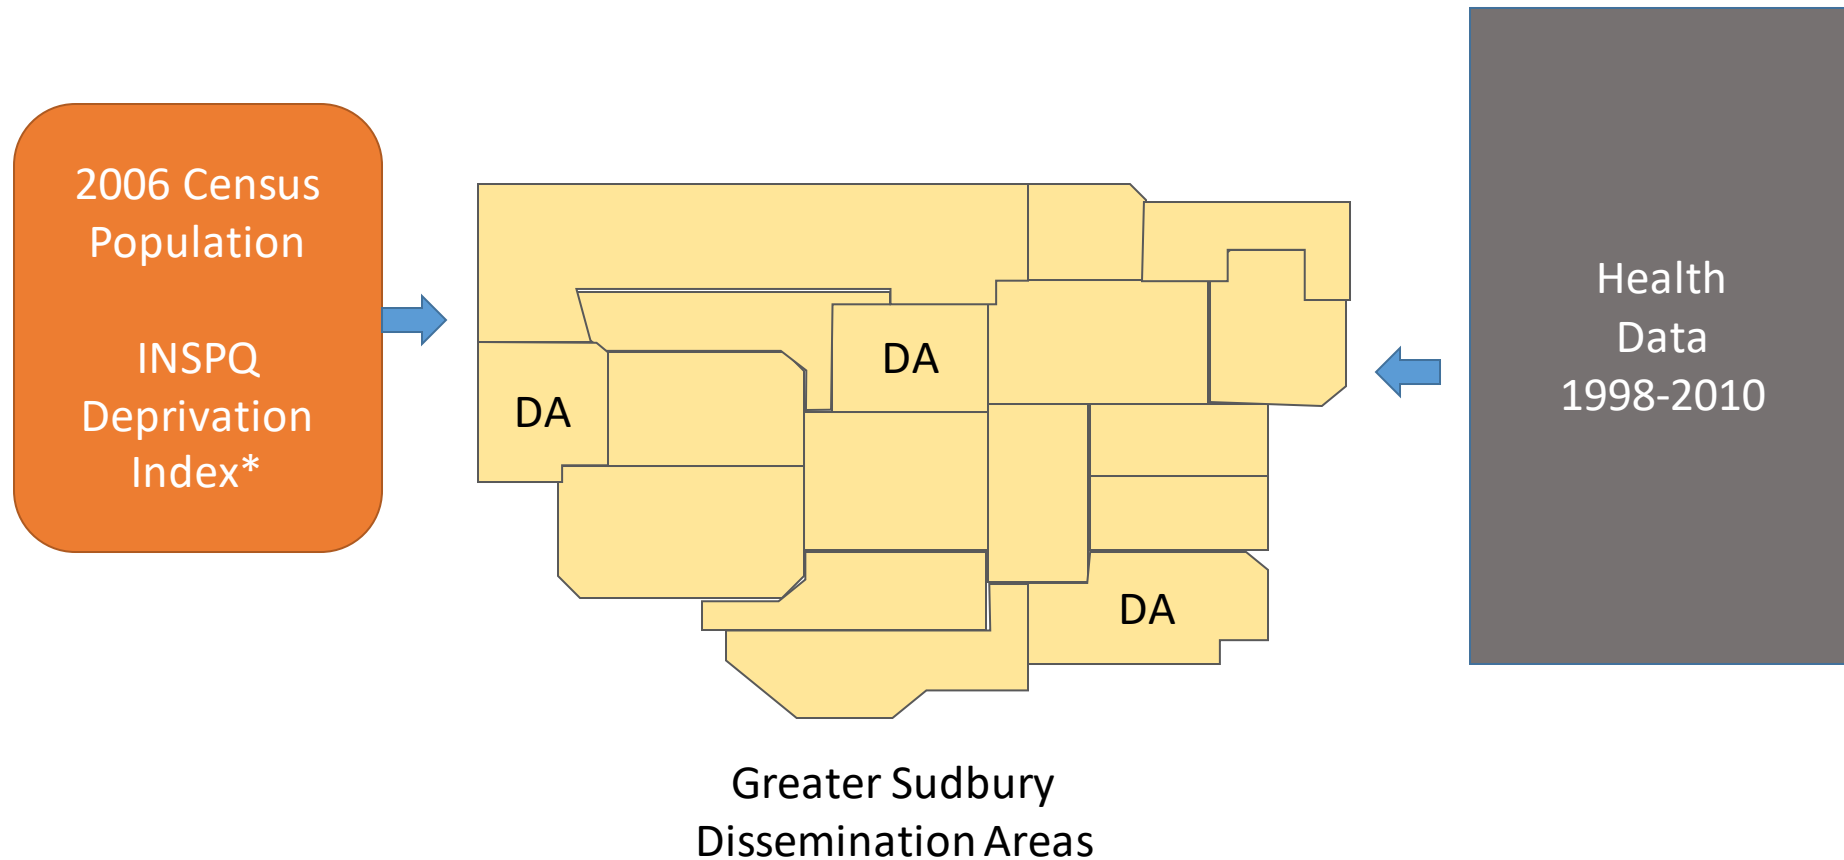 2006 Census
Population
INSPQ
Deprivation
Index*
DA
DA
DA
Health
Data
1998-2010
Greater Sudbury
Dissemination Areas